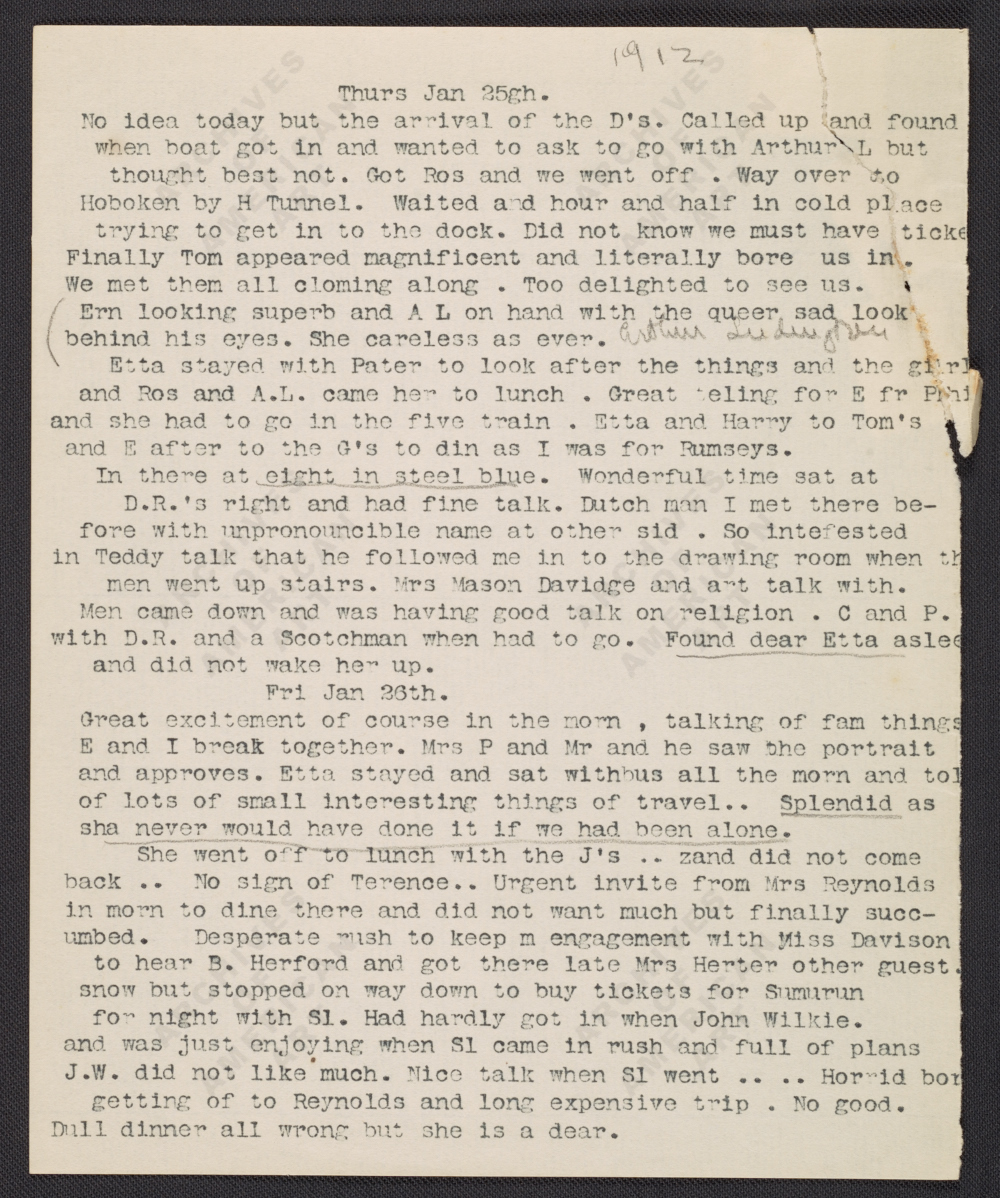 1912
Thurs Jan 25gh.
No idea today but the arrival of the D's. Called up and found
when boat got in and wanted to ask to go with Arthur L but
thought best not. Got Ros and we went off . Way over to
Hoboken by H Tunnel. Waited and hour and half in cold place
trying to get in to the dock. Did not know we must have ticke
Finally Tom appeared magnificent and literally bore us in.
We met them all cloming along . Too delighted to see us.
( Ern looking superb and A L on hand with the queer sad look
behind his eyes. She careless as ever. Arthur Ludington
Etta stayed with Pater to look after the things and the giirl
and Ros and A.L. came her to lunch . Great teling for E fr Phi
and she had to go in the five train . Etta and Harry to Tom's
and E after to the G's to din as I was for Rumseys.
In there at eight in steel blue. Wonderful time sat at
D.R.'s right and had fine talk. Dutch man I met there be-
fore with unpronouncible name at other sid . So intefested
in Teddy talk that he followed me in to the drawing room when th
men went up stairs. Mrs Mason Davidge and art talk with.
Men came down and was having good talk on religion . C and P.
with D.R. and a Scotchman when had to go. Found dear Etta aslee
and did not wake her up.
Fri Jan 26th.
Great excitement of course in the morn , talking of fam things
E and I break together. Mrs P and Mr and he saw the portrait
and approves. Etta stayed and sat withbus all the morn and tol
of lots of small interesting things of travel.. Splendid as
sha never would have done it if we had been alone.
She went off to lunch with the J's .. zand did not come
back .. No sign of Terence.. Urgent invite from Mrs Reynolds
in morn to dine there and did not want much but finally succ-
umbed. Desperate rush to keep m engagement with Miss Davison
to hear B. Herford and got there late Mrs Herter other guest.
snow but stopped on way down to buy tickets for Sumurun
for night with Sl. Had hardly got in when John Wilkie.
and was just enjoying when Sl came in rush and full of plans
J.W. did not like much. Nice talk when Sl went .. .. Horrid bor
getting of to Reynolds and long expensive trip . No good.
Dull dinner all wrong but she is a dear.
ARCHIVES OF AMERICAN ART